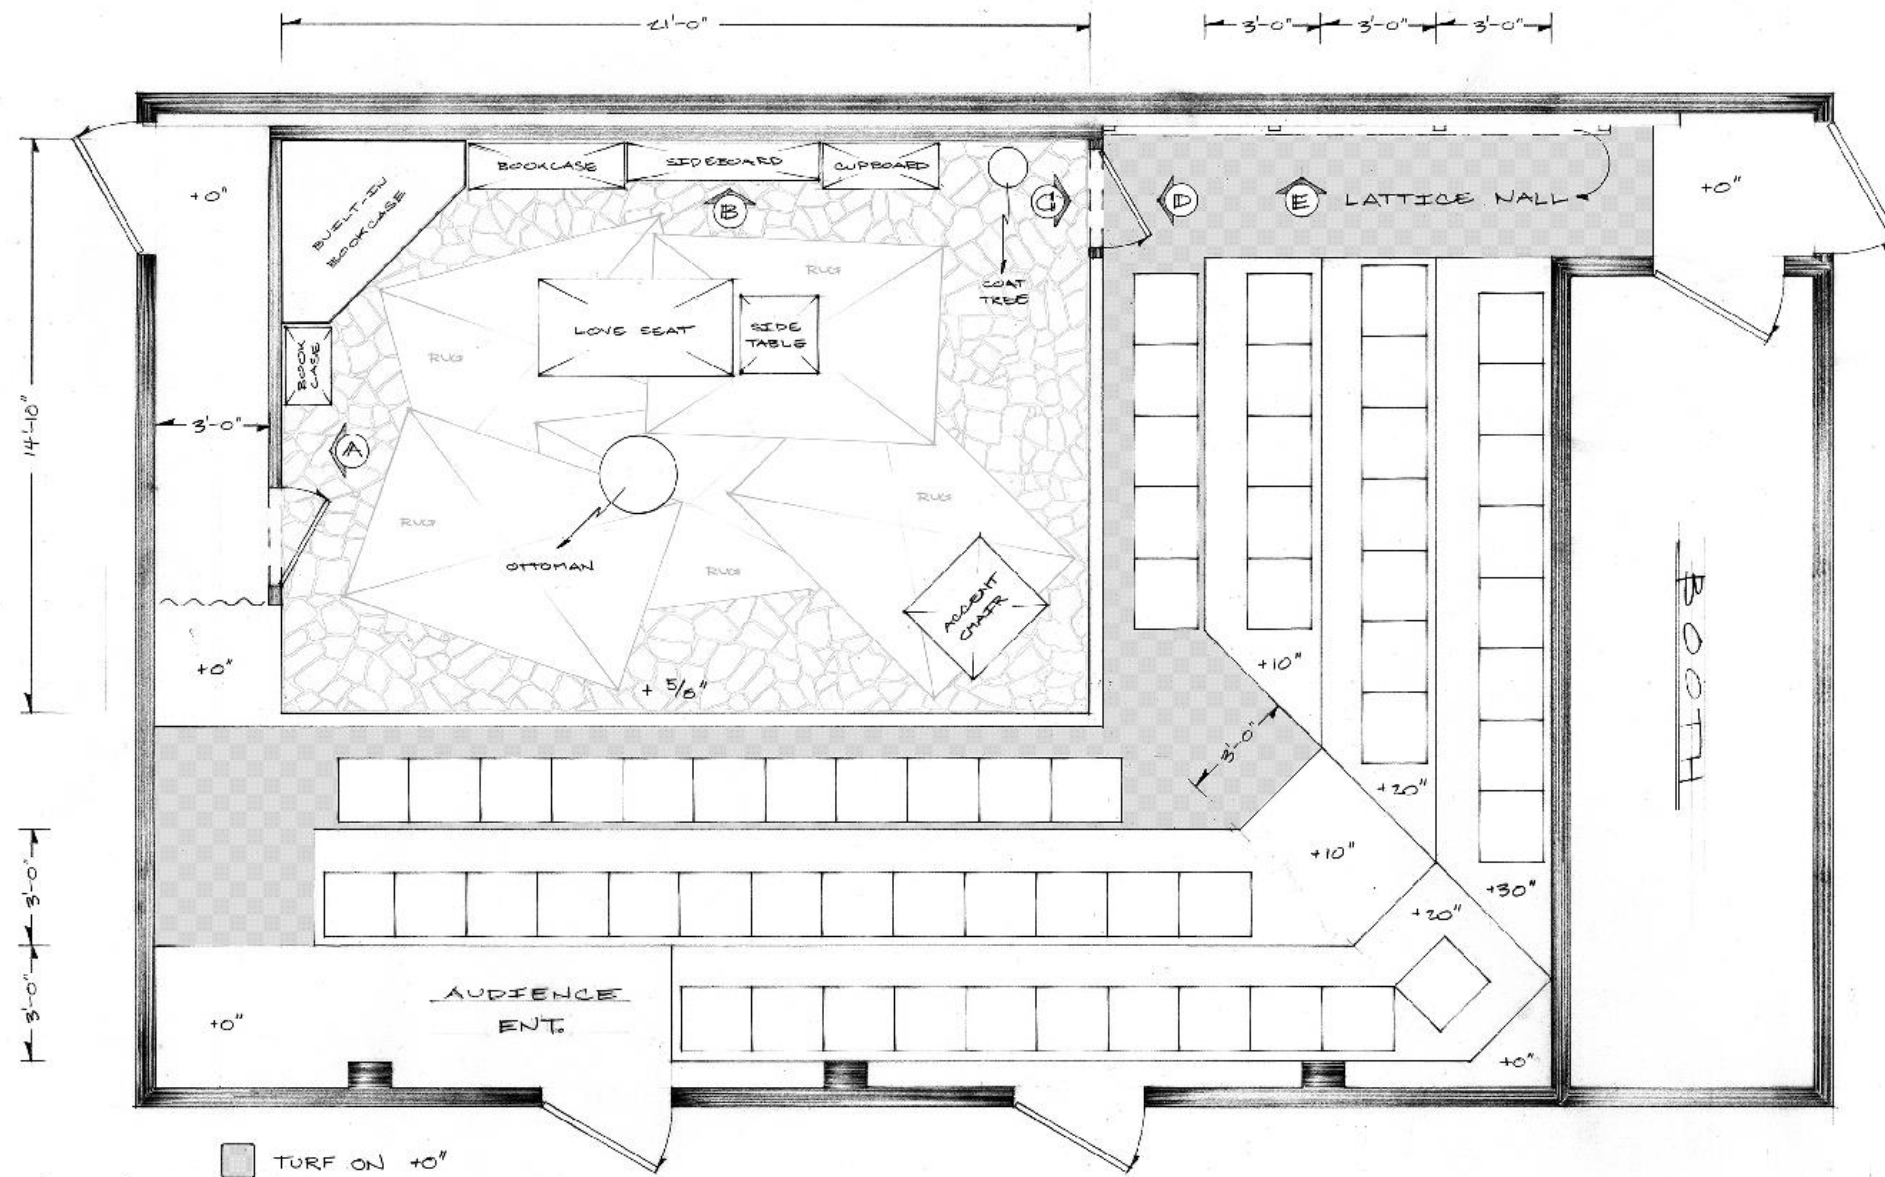 21'-0"
3'-0" 3'-0" 3'-0"
+0"
BUILT-IN
BOOKCASE
BOOKCASE
SIDEBOARD
CUPBOARD
B
C
D
E
LATTICE WALL
+0"
COAT
TREE
RUG
RUG
LOVE SEAT
SIDE
TABLE
BOOK
CASE
14'-10"
3'-0"
A
RUG
RUG
OTTOMAN
RUG
ACCENT
CHAIR
+0"
+ 5/8"
+10"
3'-0"
+20"
BOOTH
+10"
+30"
+20"
3'-0"
3'-0"
AUDIENCE
ENT.
+0"
+0"
TURF ON +0"